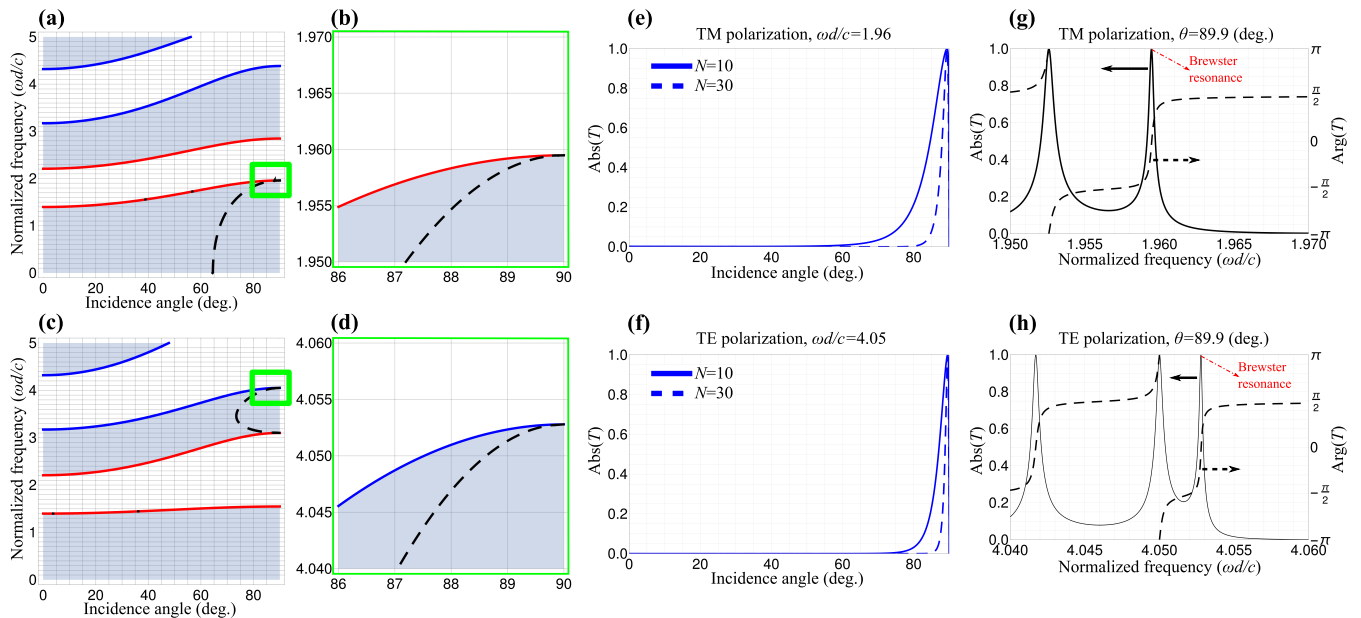 (a)
Normalized frequency (ωd/c)
5
4
3
2
1
0
0 20 40 60 80
Incidence angle (deg.)
(b)
1.970
1.965
1.960
1.955
1.950
86 87 88 89 90
(e)
TM polarization, ωd/c=1.96
Abs(T)
1.0
0.8
0.6
0.4
0.2
0.0
N=10
N=30
0 20 40 60 80
Incidence angle (deg.)
(g)
TM polarization, θ=89.9 (deg.)
Abs(T)
1.0
0.8
0.6
0.4
0.2
0.0
Brewster
resonance
π
π/2
0
−π/2
−π
Arg(T)
1.950 1.955 1.960 1.965 1.970
Normalized frequency (ωd/c)
(c)
Normalized frequency (ωd/c)
5
4
3
2
1
0
0 20 40 60 80
Incidence angle (deg.)
(d)
4.060
4.055
4.050
4.045
4.040
86 87 88 89 90
(f)
TE polarization, ωd/c=4.05
Abs(T)
1.0
0.8
0.6
0.4
0.2
0.0
N=10
N=30
0 20 40 60 80
Incidence angle (deg.)
(h)
TE polarization, θ=89.9 (deg.)
Abs(T)
1.0
0.8
0.6
0.4
0.2
0.0
Brewster
resonance
π
π/2
0
−π/2
−π
Arg(T)
4.040 4.045 4.050 4.055 4.060
Normalized frequency (ωd/c)